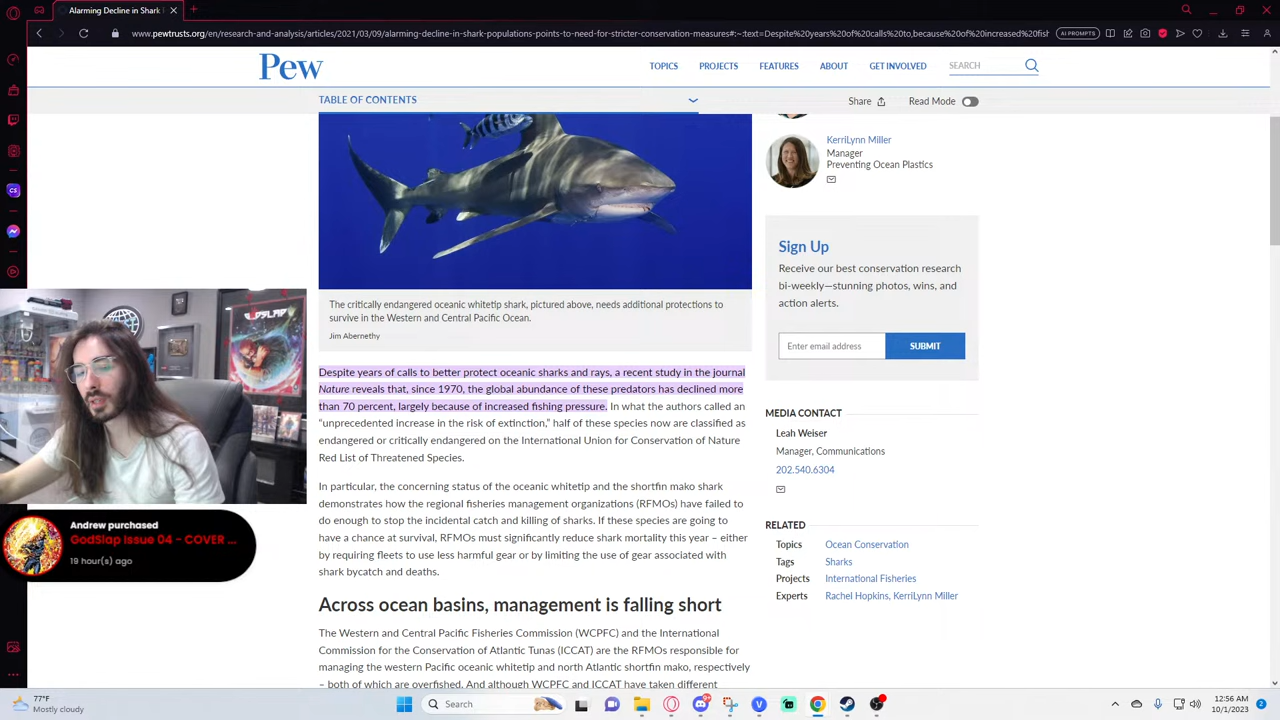 Alarming Decline in Shark P
www.pewtrusts.org/en/research-and-analysis/articles/2021/03/09/alarming-decline-in-shark-populations-points-to-need-for-stricter-conservation-measures#:~:text=Despite%20years%20of%20calls%20to,because%20of%20increased%20fish
AI PROMPTS
Pew
TOPICS PROJECTS FEATURES ABOUT GET INVOLVED SEARCH
TABLE OF CONTENTS
Share Read Mode
KerriLynn Miller
Manager
Preventing Ocean Plastics
Sign Up
Receive our best conservation research
bi-weekly—stunning photos, wins, and
action alerts.
Enter email address SUBMIT
The critically endangered oceanic whitetip shark, pictured above, needs additional protections to
survive in the Western and Central Pacific Ocean.
Jim Abernethy
Despite years of calls to better protect oceanic sharks and rays, a recent study in the journal
Nature reveals that, since 1970, the global abundance of these predators has declined more
than 70 percent, largely because of increased fishing pressure. In what the authors called an
“unprecedented increase in the risk of extinction,” half of these species now are classified as
endangered or critically endangered on the International Union for Conservation of Nature
Red List of Threatened Species.
In particular, the concerning status of the oceanic whitetip and the shortfin mako shark
demonstrates how the regional fisheries management organizations (RFMOs) have failed to
do enough to stop the incidental catch and killing of sharks. If these species are going to
have a chance at survival, RFMOs must significantly reduce shark mortality this year – either
by requiring fleets to use less harmful gear or by limiting the use of gear associated with
shark bycatch and deaths.
Across ocean basins, management is falling short
The Western and Central Pacific Fisheries Commission (WCPFC) and the International
Commission for the Conservation of Atlantic Tunas (ICCAT) are the RFMOs responsible for
managing the western Pacific oceanic whitetip and north Atlantic shortfin mako, respectively
– both of which are overfished. And although WCPFC and ICCAT have taken different
MEDIA CONTACT
Leah Weiser
Manager, Communications
202.540.6304
RELATED
Topics Ocean Conservation
Tags Sharks
Projects International Fisheries
Experts Rachel Hopkins, KerriLynn Miller
GODSLAP
Andrew purchased
GodSlap Issue 04 - COVER ...
19 hour(s) ago
77°F
Mostly cloudy
Search
9+
12:56 AM
10/1/2023
2